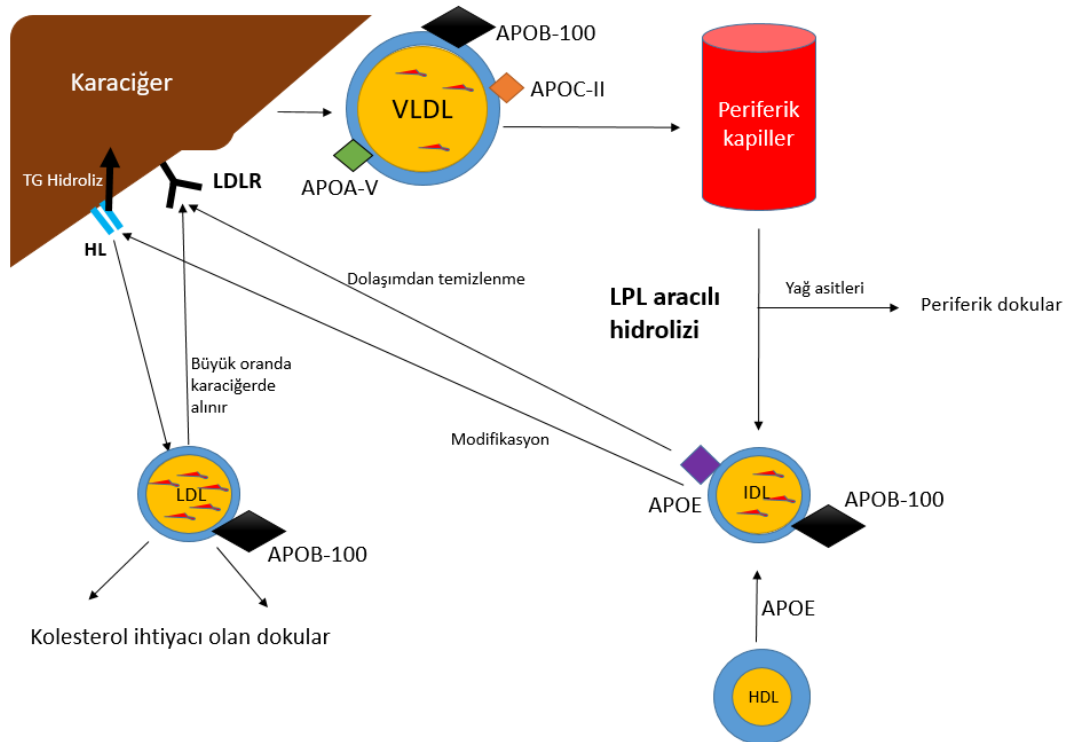 APOB-100
Karaciğer
VLDL
APOC-II
Periferik
kapiller
TG Hidroliz
LDLR
APOA-V
HL
Dolaşımdan temizlenme
LPL aracılı
hidrolizi
Yağ asitleri
Periferik dokular
Büyük oranda
karaciğerde
alınır
Modifikasyon
LDL
APOE
IDL
APOB-100
APOB-100
Kolesterol ihtiyacı olan dokular
APOE
HDL